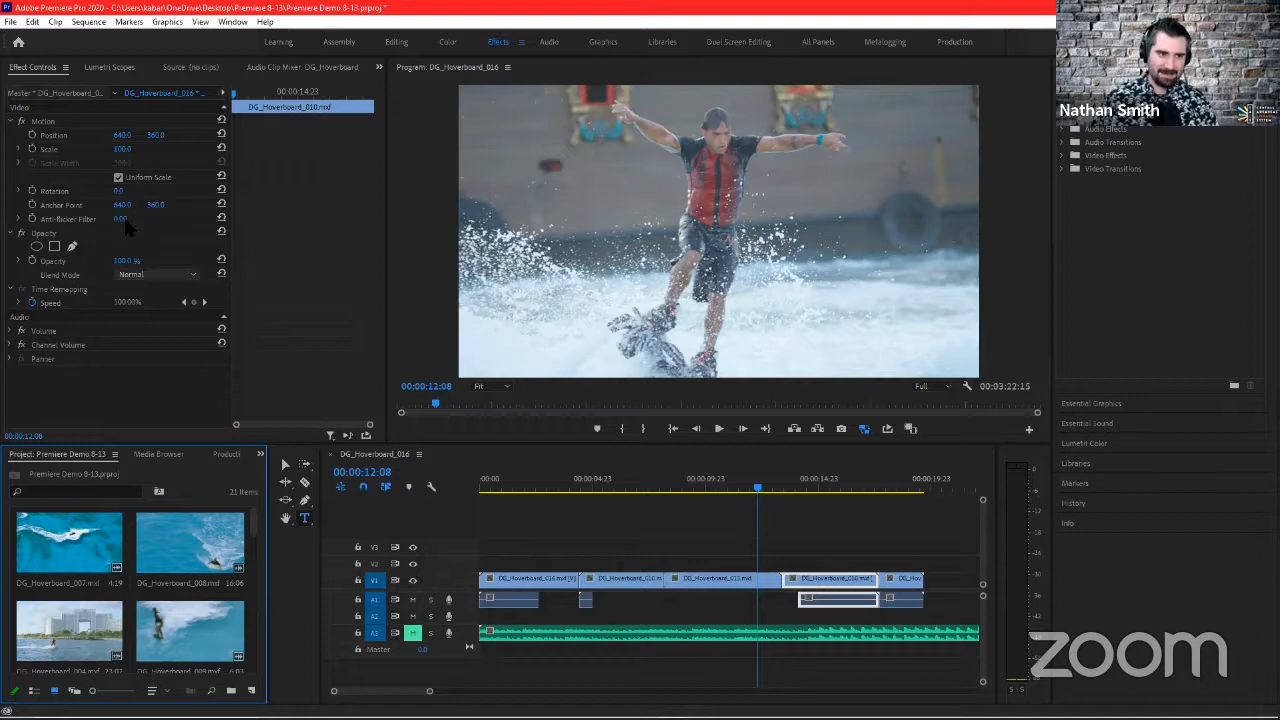 Adobe Premiere Pro 2020 - C:\Users\kabar\OneDrive\Desktop\Premiere 8-13\Premiere Demo 8-13.prproj *
File Edit Clip Sequence Markers Graphics View Window Help
Learning Assembly Editing Color Effects Audio Graphics Libraries Dual Screen Editing All Panels Metalogging Production
Effect Controls Lumetri Scopes Source: (no clips) Audio Clip Mixer: DG_Hoverboard
Program: DG_Hoverboard_016
Master * DG_Hoverboard_0... DG_Hoverboard_016 * ...
00:00:14:23
Video
DG_Hoverboard_010.mxf
fx Motion
Position 640.0 360.0
Scale 100.0
Scale Width
Uniform Scale
Rotation 0.0
Anchor Point 640.0 360.0
Anti-flicker Filter 0.00
fx Opacity
Opacity 100.0 %
Blend Mode Normal
Time Remapping
Speed 100.00%
Audio
Volume
Channel Volume
Panner
00:00:12:08
00:00:12:08 Fit Full 00:03:22:15
Nathan Smith
Audio Effects
Audio Transitions
Video Effects
Video Transitions
Essential Graphics
Essential Sound
Lumetri Color
Libraries
Markers
History
Info
Project: Premiere Demo 8-13 Media Browser Producti
Premiere Demo 8-13.prproj
21 Items
DG_Hoverboard_007.mxf 4:19
DG_Hoverboard_008.mxf 16:06
DG_Hoverboard_004.mxf 23:02
DG_Hoverboard_009.mxf 6:03
DG_Hoverboard_016
00:00:12:08
:00:00 00:00:04:23 00:00:09:23 00:00:14:23 00:00:19:23
V3
V2
V1 DG_Hoverboard_016.mxf [V] DG_Hoverboard_010.m DG_Hoverboard_013.mxf DG_Hoverboard_010.mxf DG_Hov
A1 M S
A2 M S
A3 M S
Master 0.0
S S
zoom